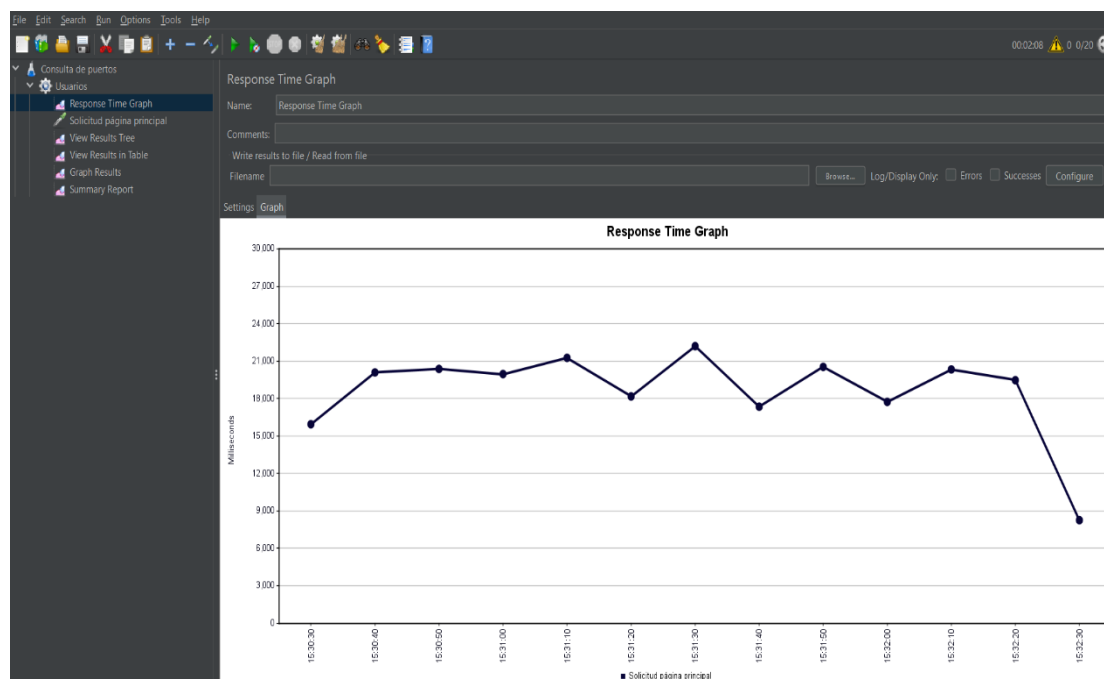 File Edit Search Run Options Tools Help
00:02:08 0 0/20
Consulta de puertos
Usuarios
Response Time Graph
Solicitud página principal
View Results Tree
View Results in Table
Graph Results
Summary Report
Response Time Graph
Name: Response Time Graph
Comments:
Write results to file / Read from file
Filename Browse... Log/Display Only: Errors Successes Configure
Settings Graph
Response Time Graph
30,000
27,000
24,000
21,000
18,000
15,000
12,000
9,000
6,000
3,000
0
Milliseconds
15:30:30 15:30:40 15:30:50 15:31:00 15:31:10 15:31:20 15:31:30 15:31:40 15:31:50 15:32:00 15:32:10 15:32:20 15:32:30
Solicitud página principal